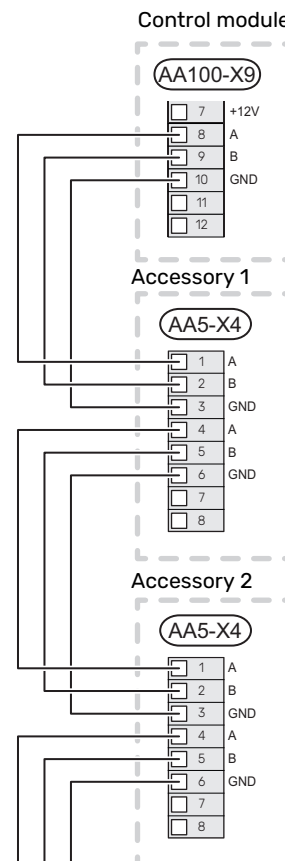 Control module
AA100-X9
7 +12V
8 A
9 B
10 GND
11
12
Accessory 1
AA5-X4
1 A
2 B
3 GND
4 A
5 B
6 GND
7
8
Accessory 2
AA5-X4
1 A
2 B
3 GND
4 A
5 B
6 GND
7
8